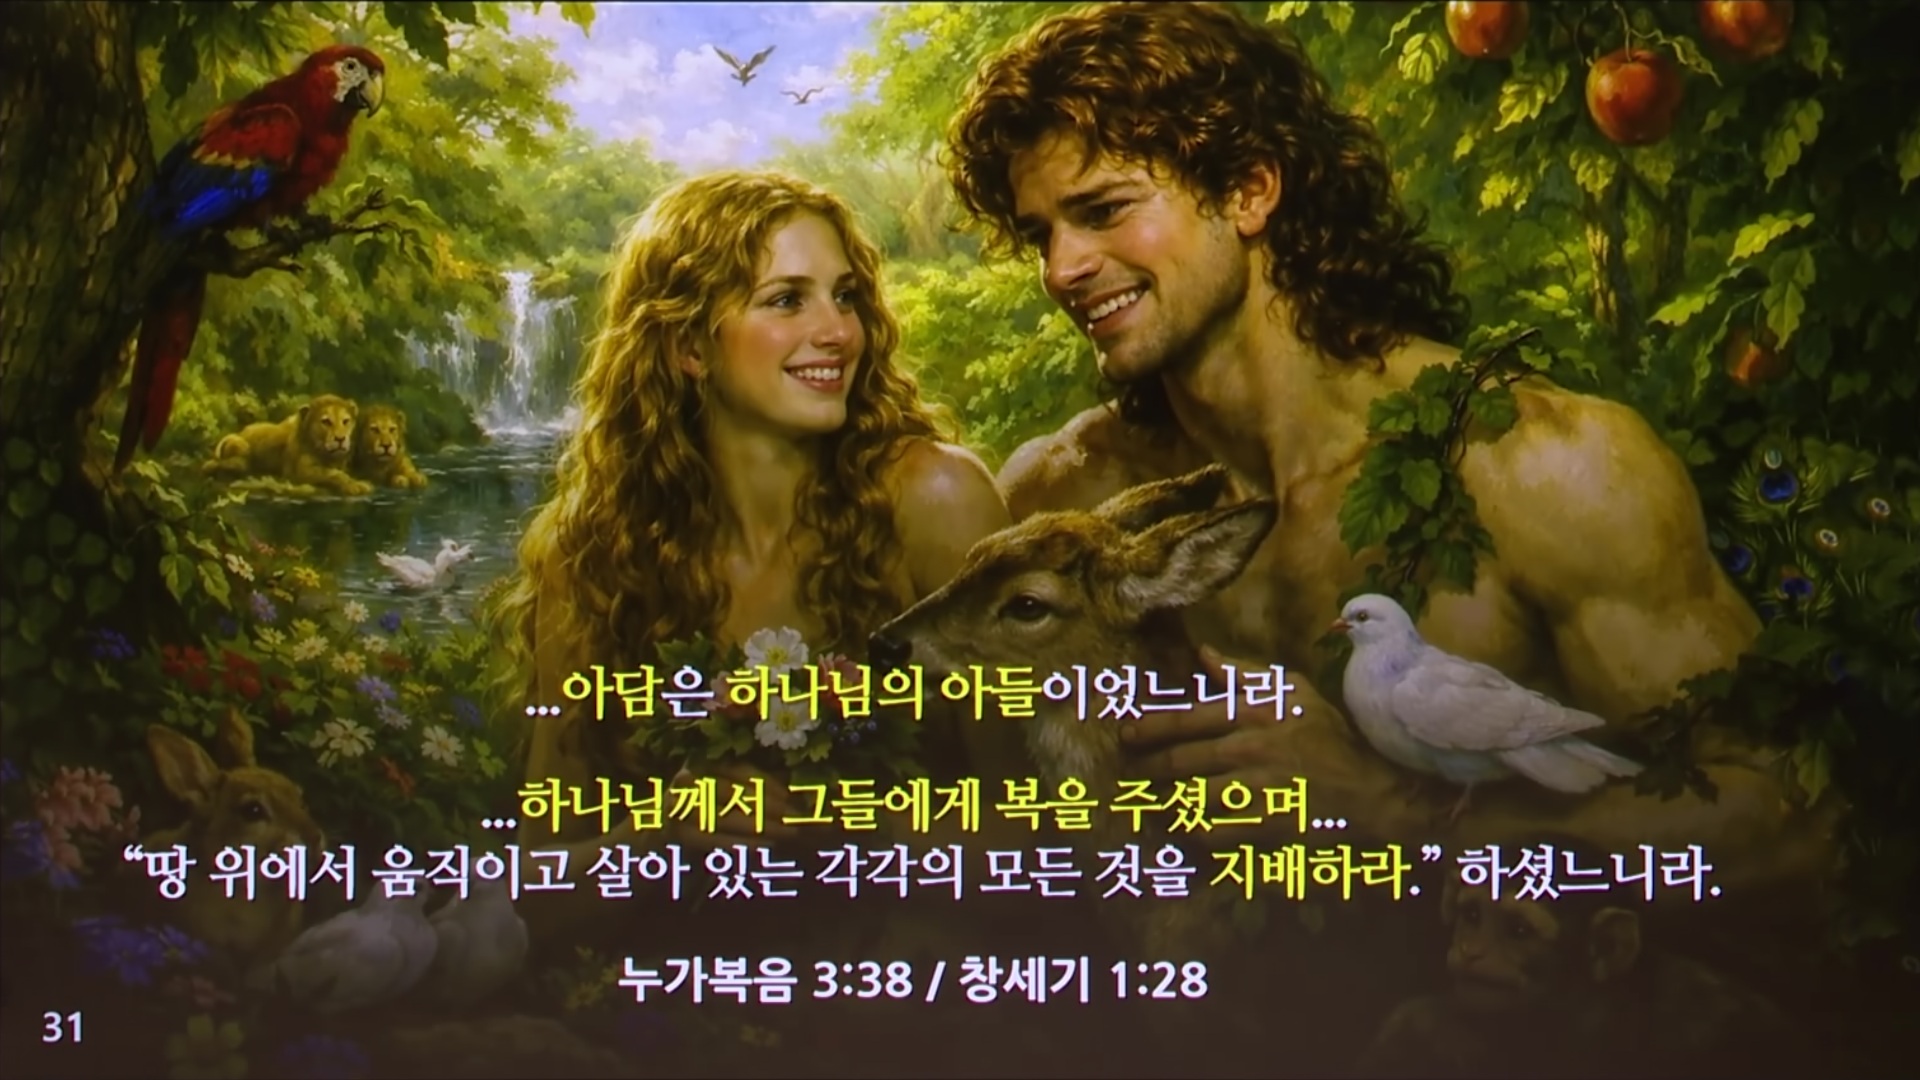 ...아담은 하나님의 아들이었느니라.
...하나님께서 그들에게 복을 주셨으며...
“땅 위에서 움직이고 살아 있는 각각의 모든 것을 지배하라.” 하셨느니라.
누가복음 3:38 / 창세기 1:28
31